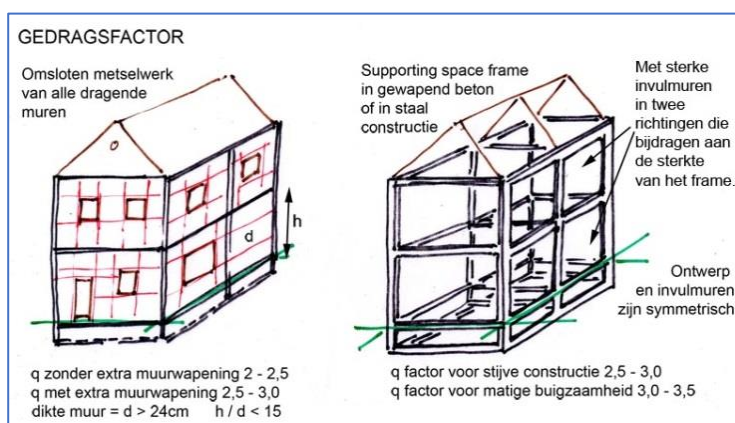 GEDRAGSFACTOR
Omsloten metselwerk
van alle dragende
muren
h
d
q zonder extra muurwapening 2 - 2,5
q met extra muurwapening 2,5 - 3,0
dikte muur = d > 24cm h / d < 15
Supporting space frame
in gewapend beton
of in staal
constructie
Met sterke
invulmuren
in twee
richtingen die
bijdragen aan
de sterkte
van het frame.
Ontwerp
en invulmuren
zijn symmetrisch
q factor voor stijve constructie 2,5 - 3,0
q factor voor matige buigzaamheid 3,0 - 3,5